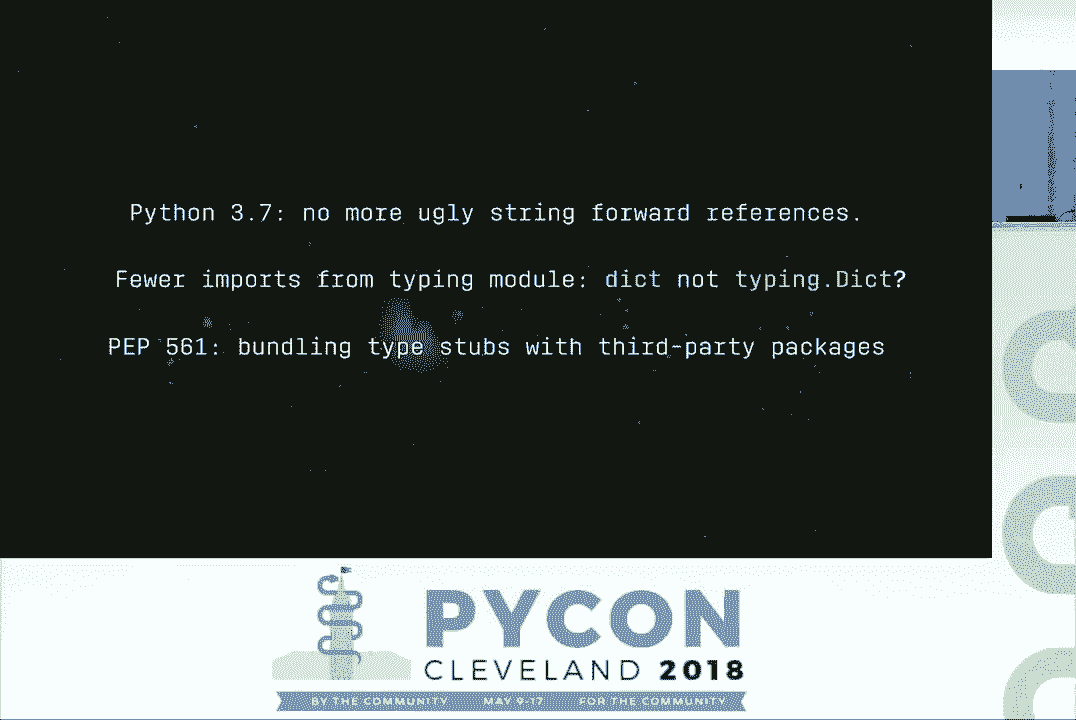 Python 3.7: no more ugly string forward references.
Fewer imports from typing module: dict not typing.Dict?
PEP 561: bundling type stubs with third-party packages
PYCON
CLEVELAND 2018
BY THE COMMUNITY MAY 9-17 FOR THE COMMUNITY